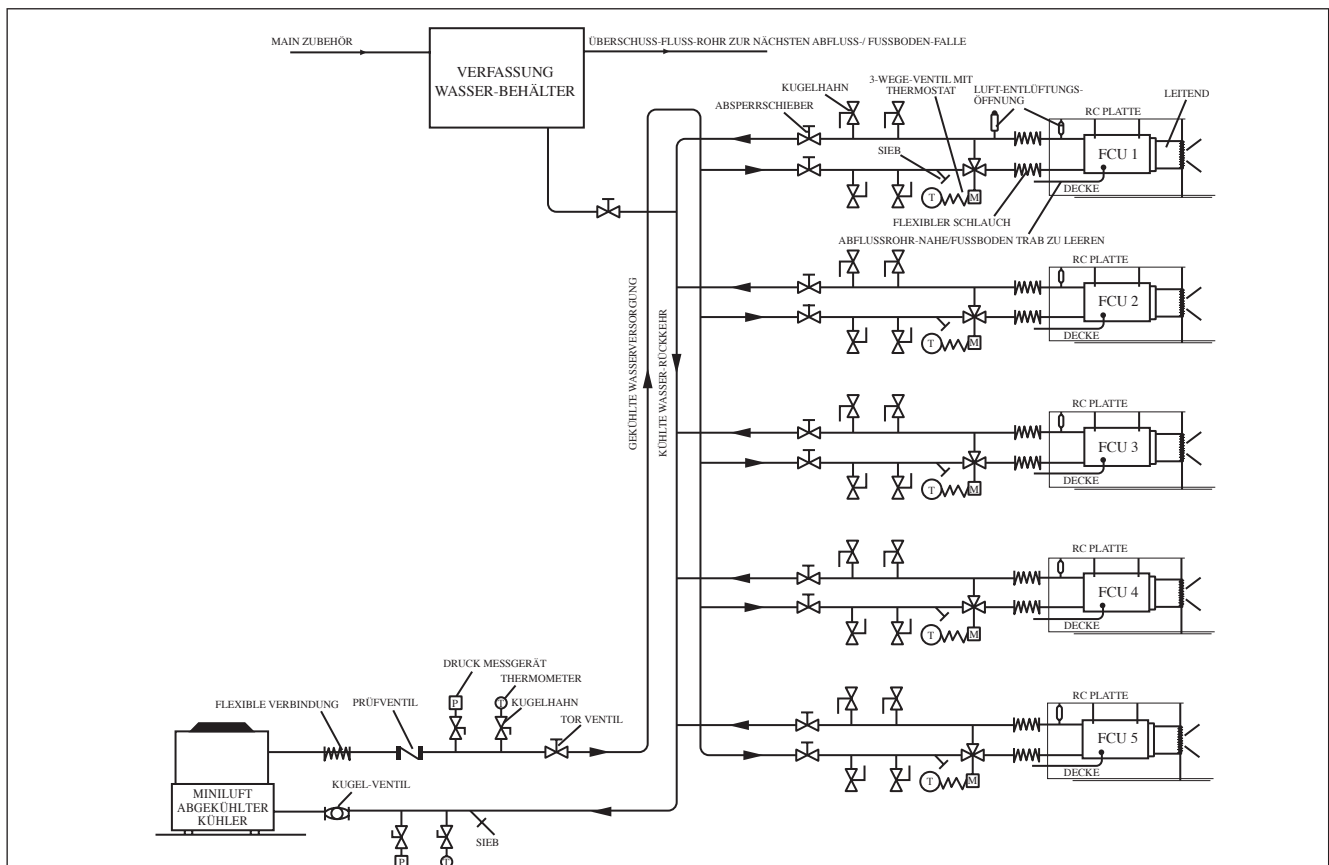 MAIN ZUBEHÖR
VERFASSUNG
WASSER-BEHÄLTER
ÜBERSCHUSS-FLUSS-ROHR ZUR NÄCHSTEN ABFLUSS-/ FUSSBODEN-FALLE
ABSPERRSCHIEBER
KUGELHAHN
3-WEGE-VENTIL MIT
THERMOSTAT
LUFT-ENTLÜFTUNGS-
ÖFFNUNG
RC PLATTE
LEITEND
SIEB
FCU 1
T
M
DECKE
FLEXIBLER SCHLAUCH
ABFLUSSROHR-NAHE/FUSSBODEN TRAB ZU LEEREN
RC PLATTE
FCU 2
T
M
DECKE
GEKÜHLTE WASSERVERSORGUNG
KÜHLTE WASSER-RÜCKKEHR
RC PLATTE
FCU 3
T
M
DECKE
RC PLATTE
FCU 4
T
M
DECKE
RC PLATTE
FCU 5
T
M
DECKE
DRUCK MESSGERÄT
THERMOMETER
FLEXIBLE VERBINDUNG
PRÜFVENTIL
P
T
KUGELHAHN
TOR VENTIL
MINILUFT
ABGEKÜHLTER
KÜHLER
KUGEL-VENTIL
SIEB
P
T